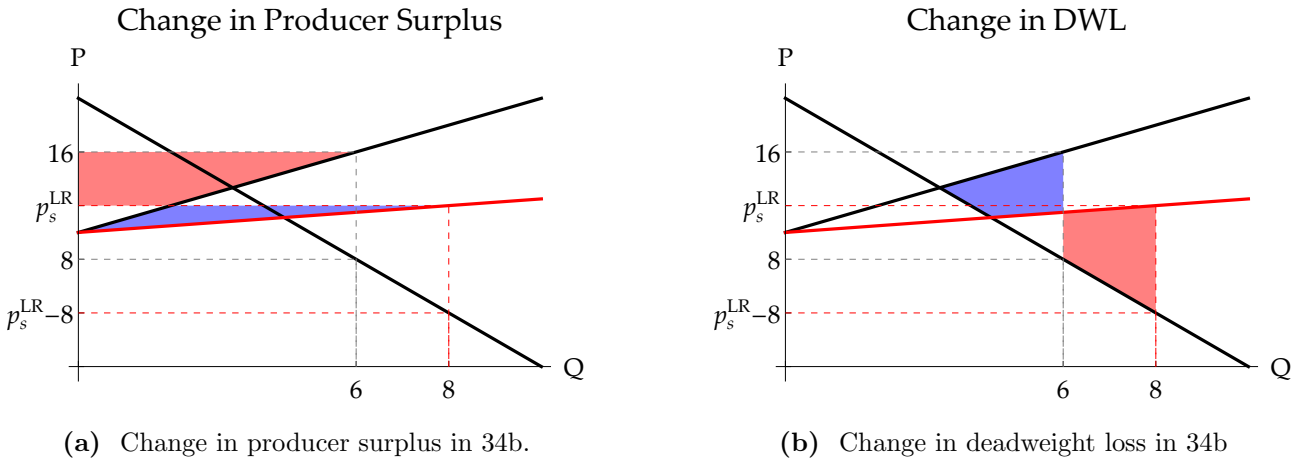 Change in Producer Surplus
P
16
p_s^LR
8
p_s^LR−8
6
8
Q
(a) Change in producer surplus in 34b.
Change in DWL
P
16
p_s^LR
8
p_s^LR−8
6
8
Q
(b) Change in deadweight loss in 34b